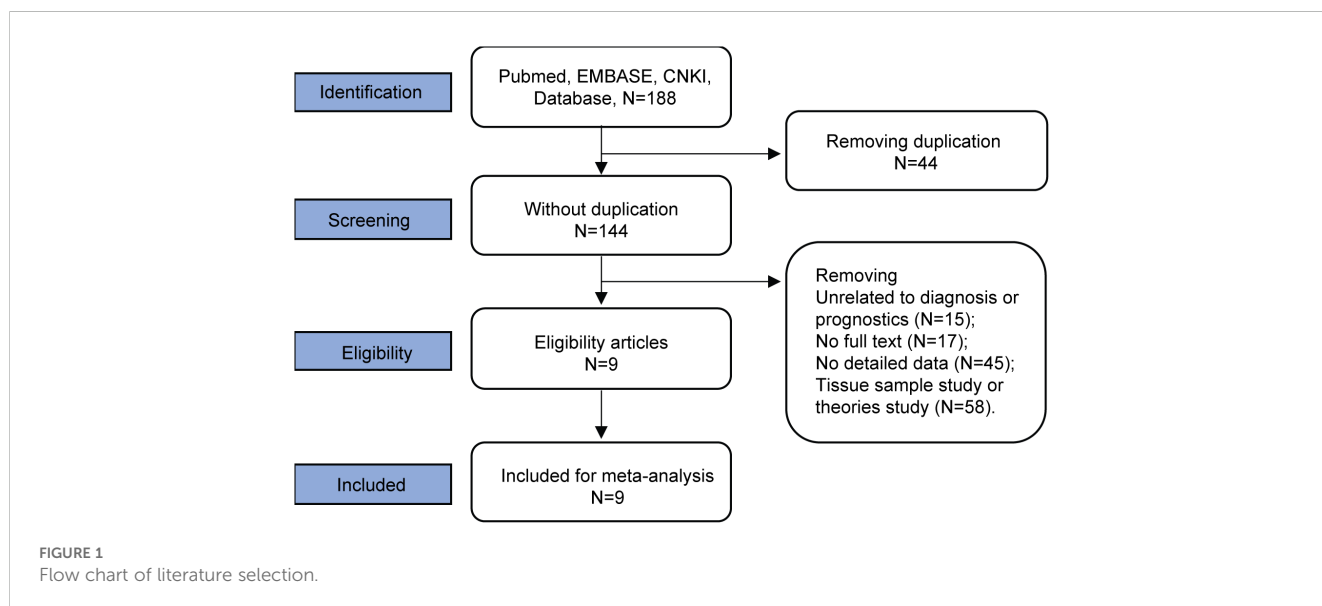 Identification
Pubmed, EMBASE, CNKI,
Database, N=188
Removing duplication
N=44
Screening
Without duplication
N=144
Removing
Unrelated to diagnosis or
prognostics (N=15);
No full text (N=17);
No detailed data (N=45);
Tissue sample study or
theories study (N=58).
Eligibility
Eligibility articles
N=9
Included
Included for meta-analysis
N=9
FIGURE 1
Flow chart of literature selection.